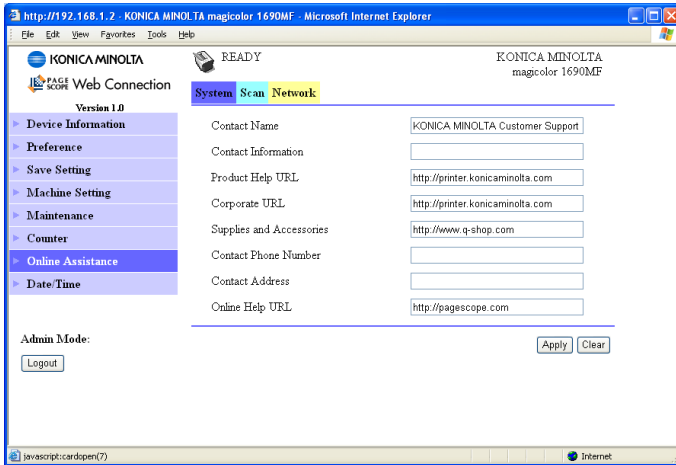 http://192.168.1.2 - KONICA MINOLTA magicolor 1690MF - Microsoft Internet Explorer
File Edit View Favorites Tools Help
KONICA MINOLTA
PAGE SCOPE Web Connection
Version 1.0
READY
KONICA MINOLTA
magicolor 1690MF
System Scan Network
Device Information
Preference
Save Setting
Machine Setting
Maintenance
Counter
Online Assistance
Date/Time
Admin Mode:
Logout
Contact Name KONICA MINOLTA Customer Support
Contact Information
Product Help URL http://printer.konicaminolta.com
Corporate URL http://printer.konicaminolta.com
Supplies and Accessories http://www.q-shop.com
Contact Phone Number
Contact Address
Online Help URL http://pagescope.com
Apply Clear
javascript:cardopen(7) Internet